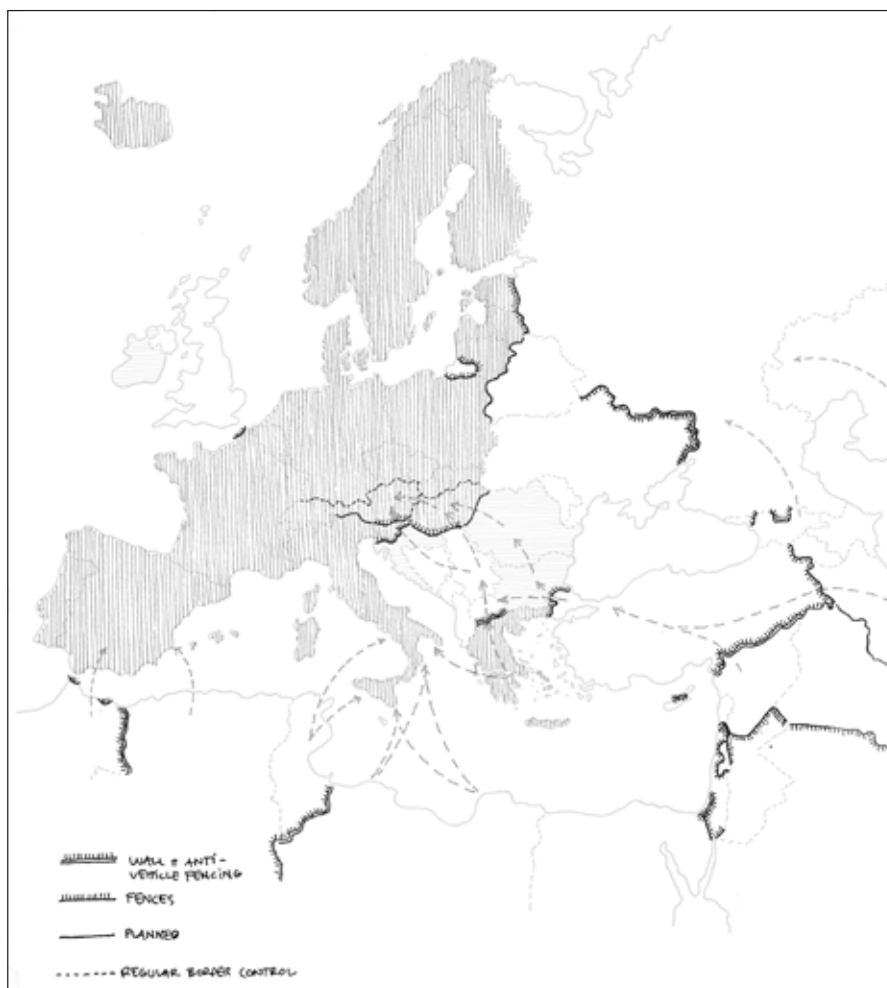 WALL + ANTI-
VEHICLE FENCING
FENCES
PLANNED
REGULAR BORDER CONTROL